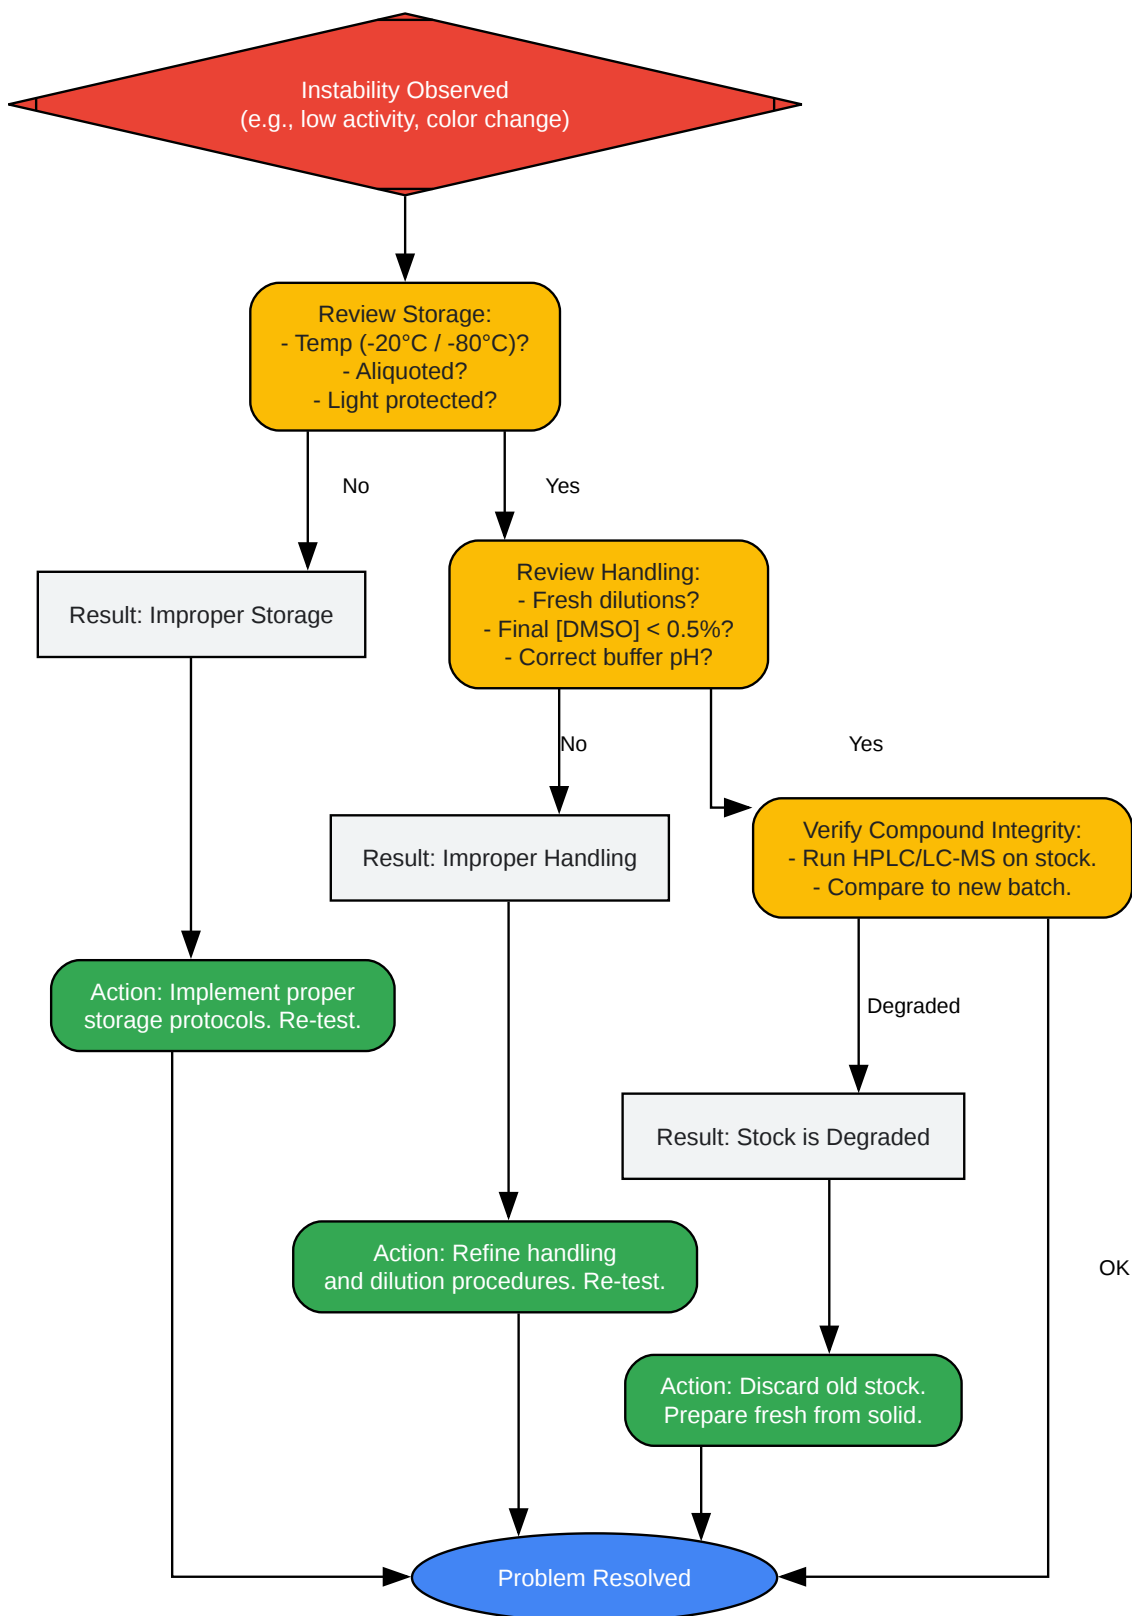 Instability Observed
(e.g., low activity, color change)
Review Storage:
- Temp (-20°C / -80°C)?
- Aliquoted?
- Light protected?
No
Yes
Result: Improper Storage
Review Handling:
- Fresh dilutions?
- Final [DMSO] < 0.5%?
- Correct buffer pH?
No
Yes
Result: Improper Handling
Verify Compound Integrity:
- Run HPLC/LC-MS on stock.
- Compare to new batch.
Action: Implement proper
storage protocols. Re-test.
Degraded
Result: Stock is Degraded
Action: Refine handling
and dilution procedures. Re-test.
OK
Action: Discard old stock.
Prepare fresh from solid.
Problem Resolved